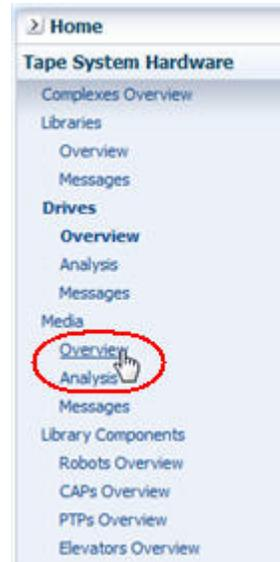 Home
Tape System Hardware
Complexes Overview
Libraries
Overview
Messages
Drives
Overview
Analysis
Messages
Media
Overview
Analysis
Messages
Library Components
Robots Overview
CAPs Overview
PTPs Overview
Elevators Overview